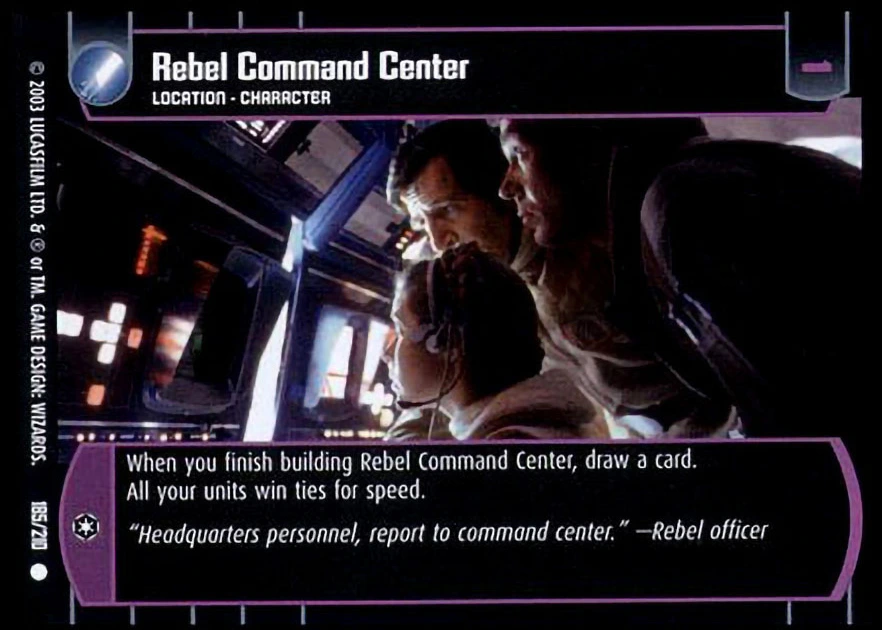 Rebel Command Center
LOCATION - CHARACTER
When you finish building Rebel Command Center, draw a card.
All your units win ties for speed.
“Headquarters personnel, report to command center.” —Rebel officer
© 2003 LUCASFILM LTD. & ® or TM. GAME DESIGN: WIZARDS. 185/210